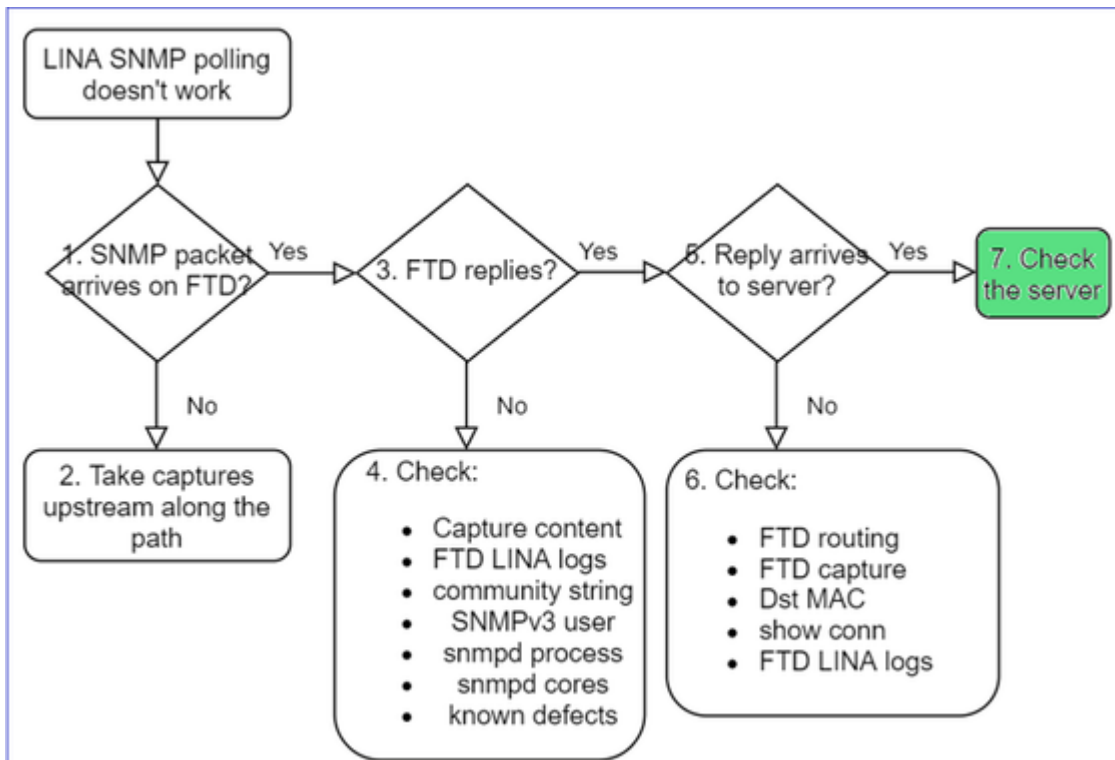 LINA SNMP polling
doesn't work
1. SNMP packet
arrives on FTD?
Yes
3. FTD replies?
Yes
5. Reply arrives
to server?
Yes
7. Check
the server
No
No
No
2. Take captures
upstream along the
path
4. Check:
• Capture content
• FTD LINA logs
• community string
• SNMPv3 user
• snmpd process
• snmpd cores
• known defects
6. Check:
• FTD routing
• FTD capture
• Dst MAC
• show conn
• FTD LINA logs